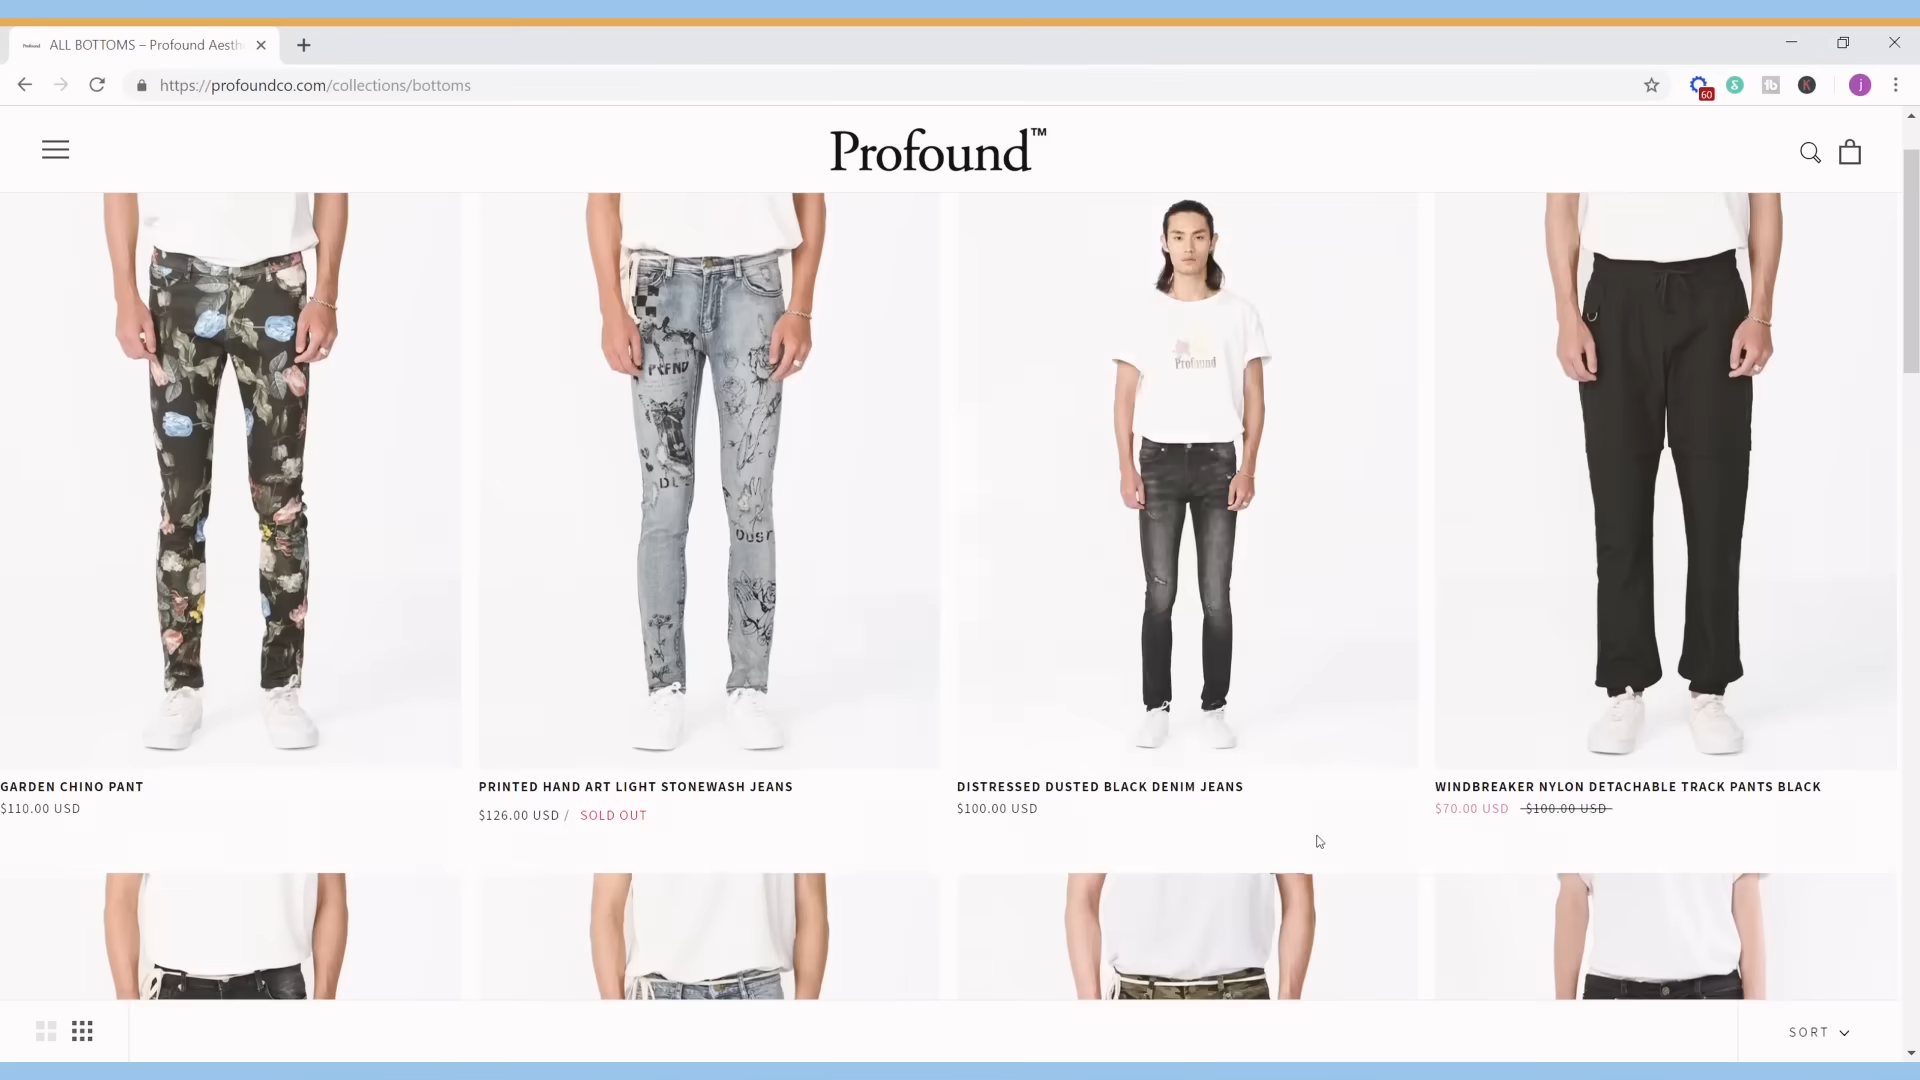 ALL BOTTOMS – Profound Aesth
https://profoundco.com/collections/bottoms
60
j
Profound™
Profound
PRFND
DUST
GARDEN CHINO PANT
PRINTED HAND ART LIGHT STONEWASH JEANS
DISTRESSED DUSTED BLACK DENIM JEANS
WINDBREAKER NYLON DETACHABLE TRACK PANTS BLACK
$110.00 USD
$126.00 USD / SOLD OUT
$100.00 USD
$70.00 USD $100.00 USD
SORT